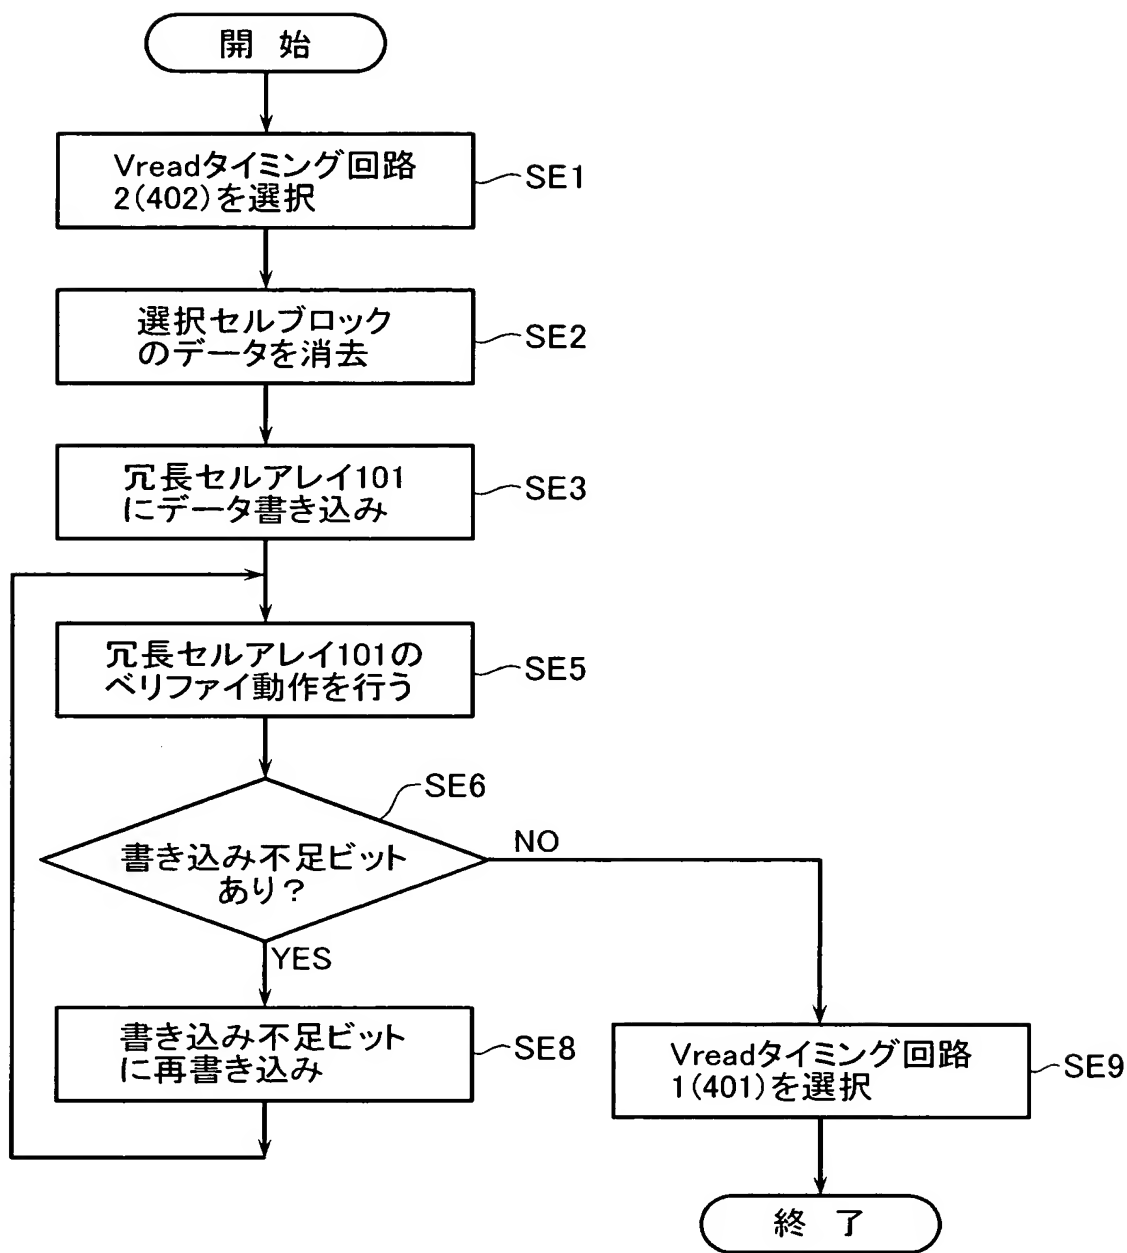 開 始
Vreadタイミング回路
2(402)を選択
SE1
選択セルブロック
のデータを消去
SE2
冗長セルアレイ101
にデータ書き込み
SE3
冗長セルアレイ101の
ベリファイ動作を行う
SE5
SE6
書き込み不足ビット
あり?
NO
YES
書き込み不足ビット
に再書き込み
SE8
Vreadタイミング回路
1(401)を選択
SE9
終 了